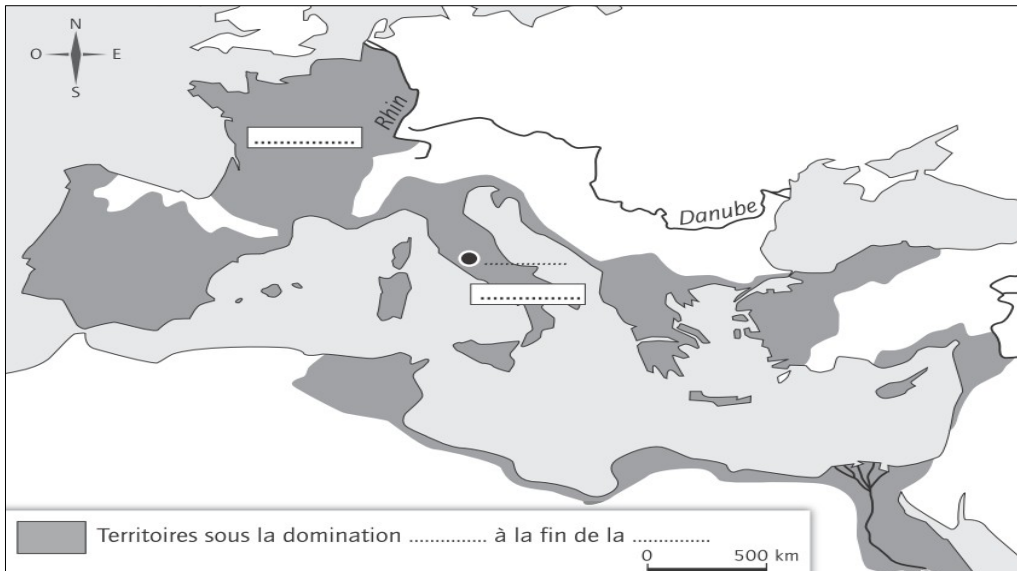 N
O E
S
Rhin
................
Danube
................
................
Territoires sous la domination .............. à la fin de la ..............
0 500 km